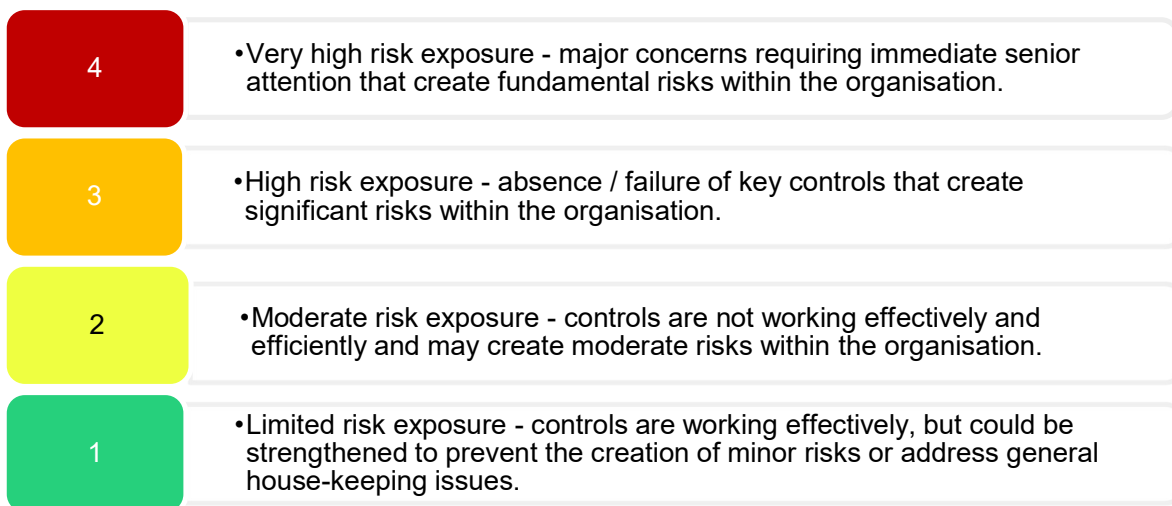 4
•Very high risk exposure - major concerns requiring immediate senior
attention that create fundamental risks within the organisation.
3
•High risk exposure - absence / failure of key controls that create
significant risks within the organisation.
2
•Moderate risk exposure - controls are not working effectively and
efficiently and may create moderate risks within the organisation.
1
•Limited risk exposure - controls are working effectively, but could be
strengthened to prevent the creation of minor risks or address general
house-keeping issues.